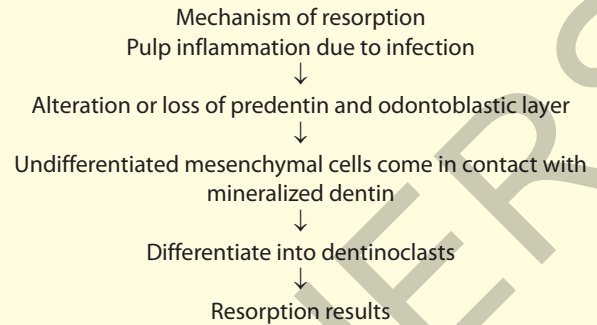 Mechanism of resorption
Pulp inflammation due to infection
↓
Alteration or loss of predentin and odontoblastic layer
↓
Undifferentiated mesenchymal cells come in contact with
mineralized dentin
↓
Differentiate into dentinoclasts
↓
Resorption results